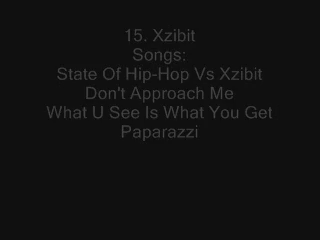 15. Xzibit
Songs:
State Of Hip-Hop Vs Xzibit
Don't Approach Me
What U See Is What You Get
Paparazzi